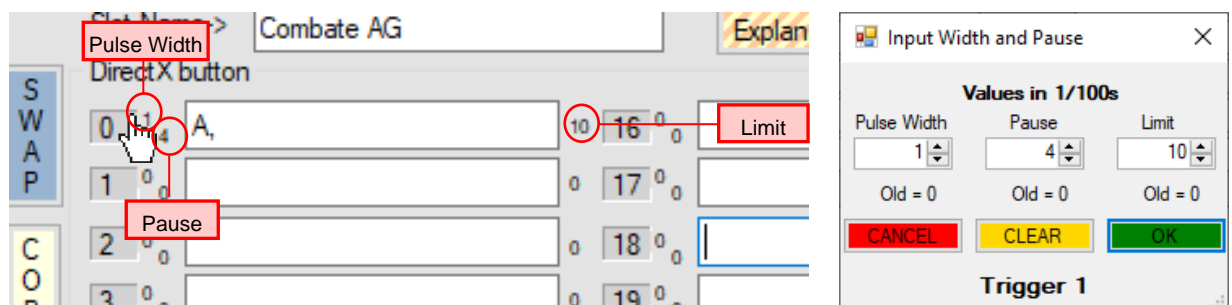 Slot Name-> Combate AG Explan
Pulse Width
DirectX button
SWAP
0 1 4 A, 10 16 0 0
Limit
1 0 0 0 17 0 0
Pause
2 0 0 0 18 0 0
3 0 0 19 0 0
Input Width and Pause
Values in 1/100s
Pulse Width Pause Limit
1 4 10
Old = 0 Old = 0 Old = 0
CANCEL CLEAR OK
Trigger 1